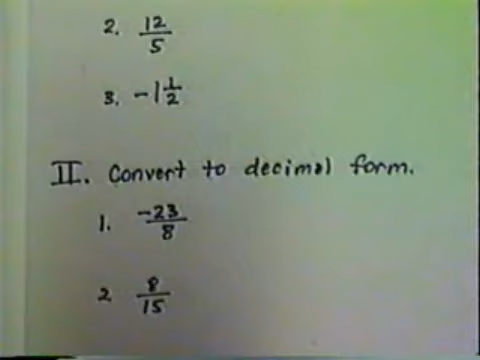 2. 12/5
3. -1 1/2
II. Convert to decimal form.
1. -23/8
2 8/15